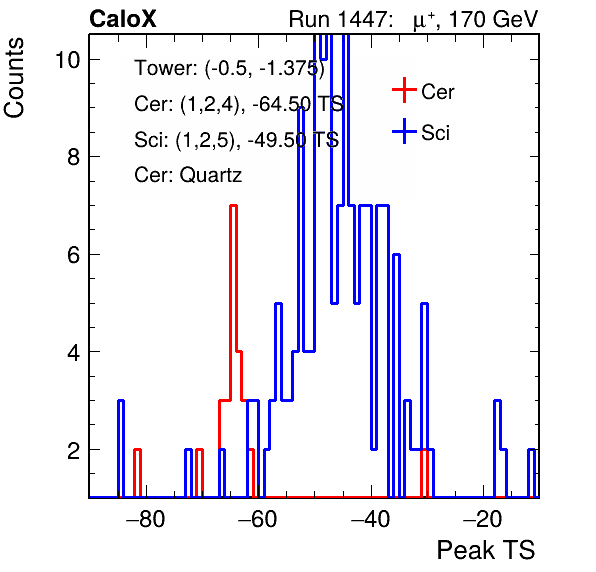 CaloX Run 1447: μ⁺, 170 GeV
Counts
10
8
6
4
2
Tower: (-0.5, -1.375)
Cer: (1,2,4), -64.50 TS
Sci: (1,2,5), -49.50 TS
Cer: Quartz
Cer
Sci
−80 −60 −40 −20
Peak TS